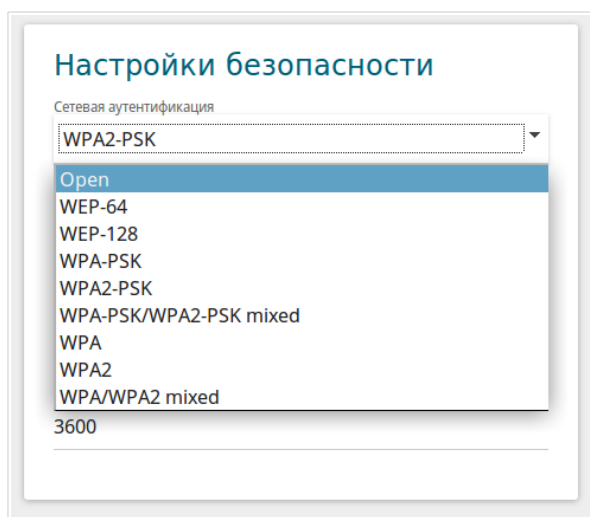 Настройки безопасности
Сетевая аутентификация
WPA2-PSK
Open
WEP-64
WEP-128
WPA-PSK
WPA2-PSK
WPA-PSK/WPA2-PSK mixed
WPA
WPA2
WPA/WPA2 mixed
3600